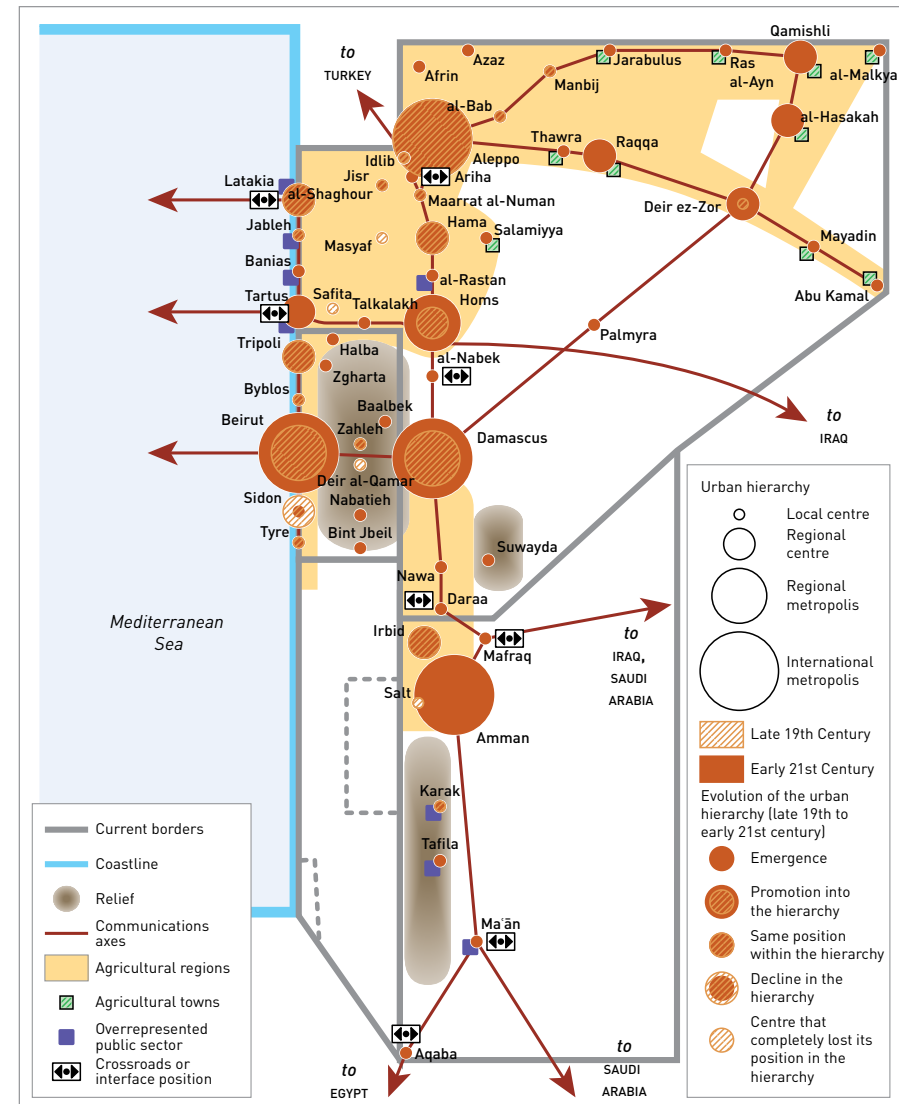 to
TURKEY
Azaz
Afrin
Qamishli
Jarabulus
Ras
al-Ayn
al-Malkya
Manbij
al-Bab
al-Hasakah
Thawra
Raqqa
Aleppo
Idlib
Ariha
Jisr
al-Shaghour
Latakia
Maarrat al-Numan
Deir ez-Zor
Jableh
Hama
Salamiyya
Masyaf
Mayadin
Banias
al-Rastan
Abu Kamal
Tartus
Safita
Talkalakh
Homs
Palmyra
Tripoli
Halba
al-Nabek
Zgharta
Byblos
Baalbek
to
IRAQ
Beirut
Zahleh
Damascus
Deir al-Qamar
Sidon
Nabatieh
Tyre
Bint Jbeil
Suwayda
Nawa
Daraa
Mediterranean
Sea
Irbid
Mafraq
to
IRAQ,
SAUDI
ARABIA
Salt
Amman
Karak
Tafila
Maʿān
Aqaba
to
EGYPT
to
SAUDI
ARABIA
Current borders
Coastline
Relief
Communications
axes
Agricultural regions
Agricultural towns
Overrepresented
public sector
Crossroads or
interface position
Urban hierarchy
Local centre
Regional
centre
Regional
metropolis
International
metropolis
Late 19th Century
Early 21st Century
Evolution of the urban
hierarchy (late 19th to
early 21st century)
Emergence
Promotion into
the hierarchy
Same position
within the hierarchy
Decline in the
hierarchy
Centre that
completely lost its
position in the
hierarchy